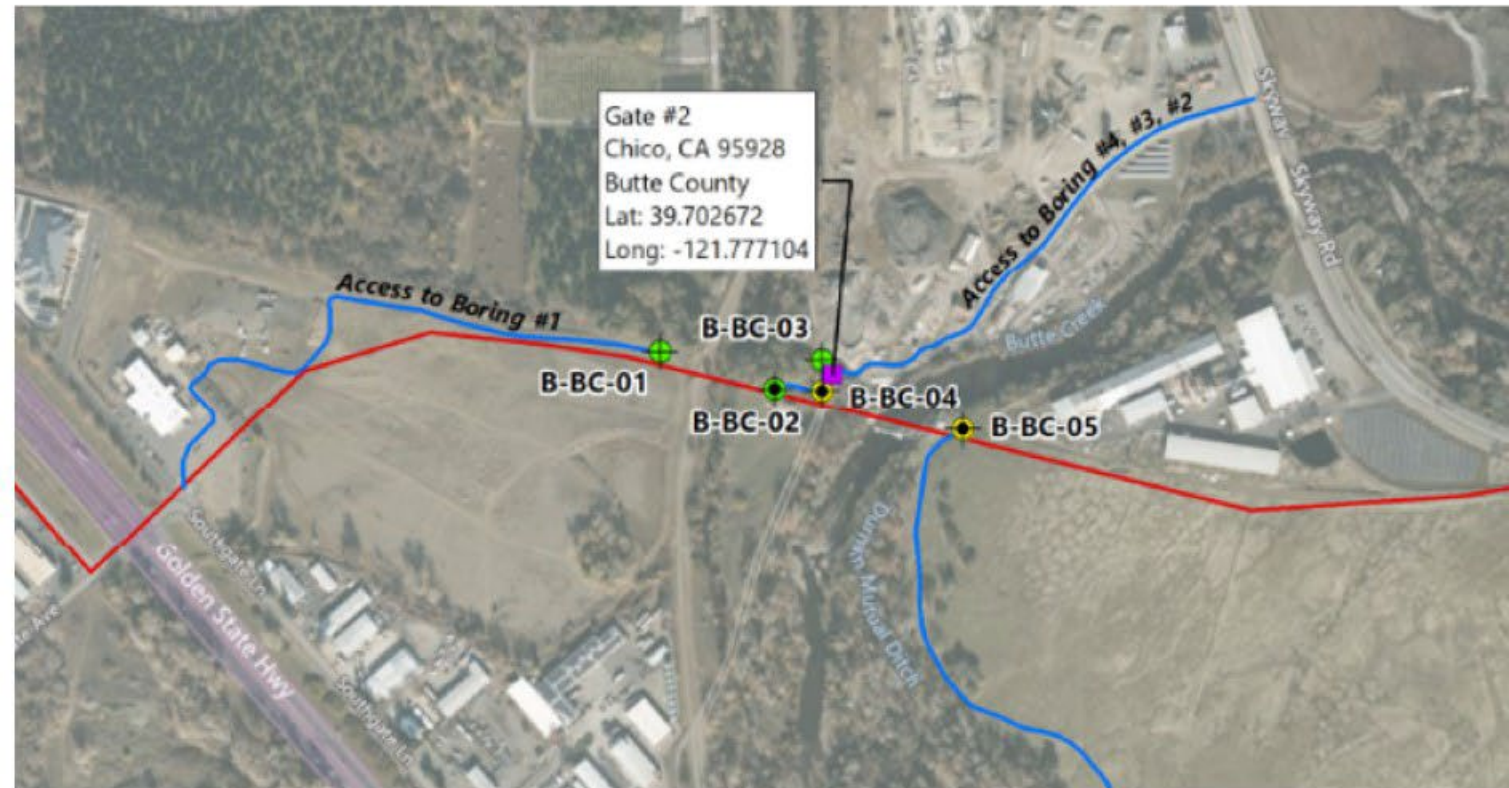 Gate #2
Chico, CA 95928
Butte County
Lat: 39.702672
Long: -121.777104
Skyway
Skyway Rd
Access to Boring #4, #3, #2
Access to Boring #1
B-BC-03
Butte Creek
B-BC-01
B-BC-04
B-BC-02
B-BC-05
Durham Mutual Ditch
Southgate Ln
Golden State Hwy
Southgate Ln